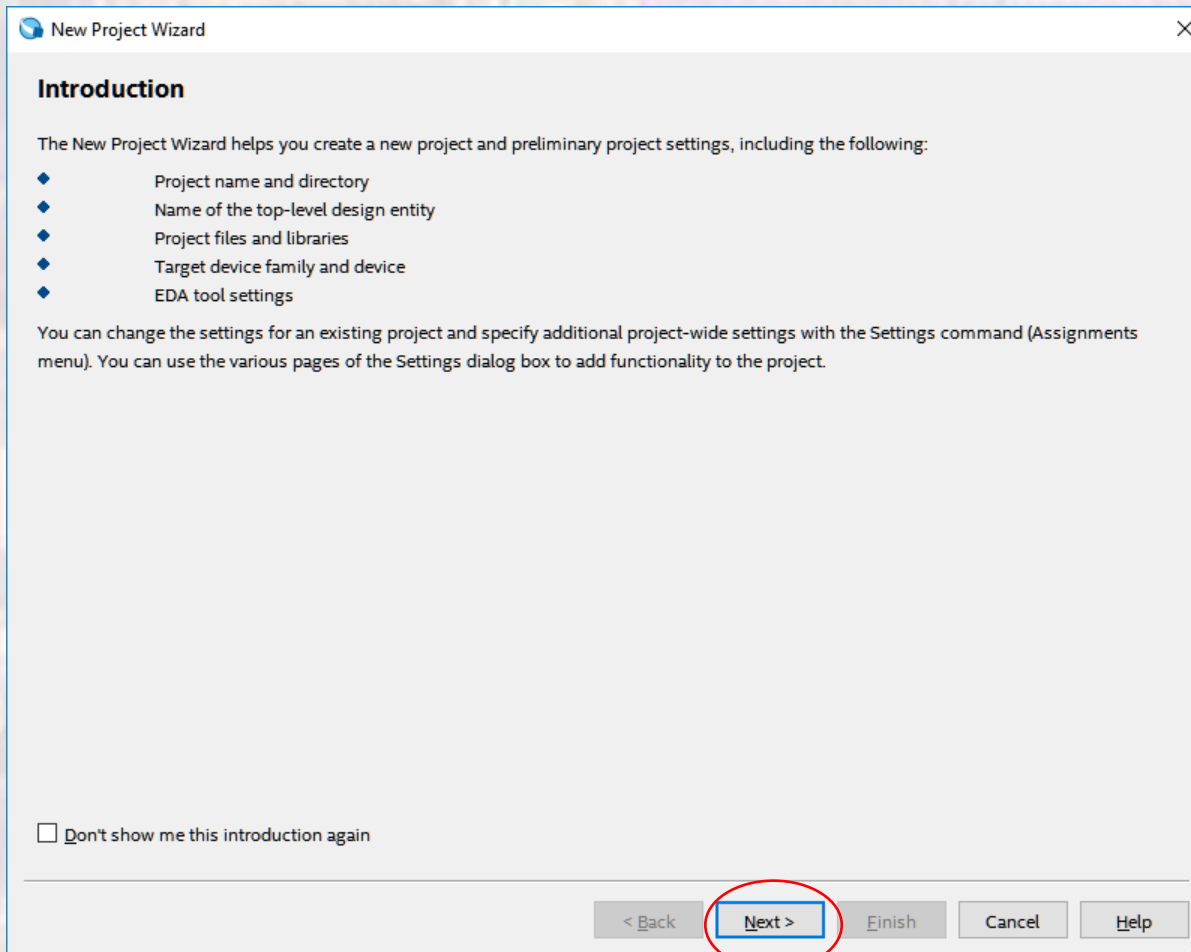 New Project Wizard
Introduction
The New Project Wizard helps you create a new project and preliminary project settings, including the following:
Project name and directory
Name of the top-level design entity
Project files and libraries
Target device family and device
EDA tool settings
You can change the settings for an existing project and specify additional project-wide settings with the Settings command (Assignments
menu). You can use the various pages of the Settings dialog box to add functionality to the project.
Don't show me this introduction again
< Back Next > Finish Cancel Help